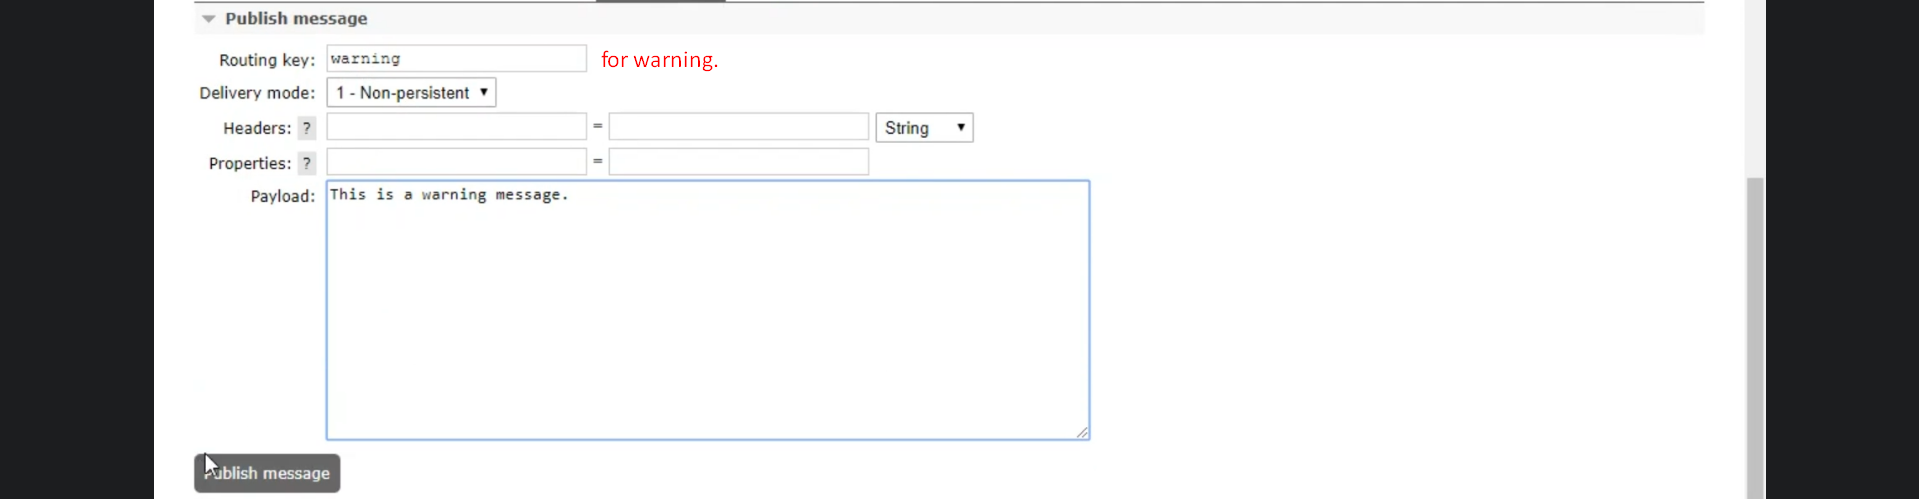 Publish message
Routing key: warning for warning.
Delivery mode: 1 - Non-persistent
Headers: ? = String
Properties: ? =
Payload: This is a warning message.
Publish message